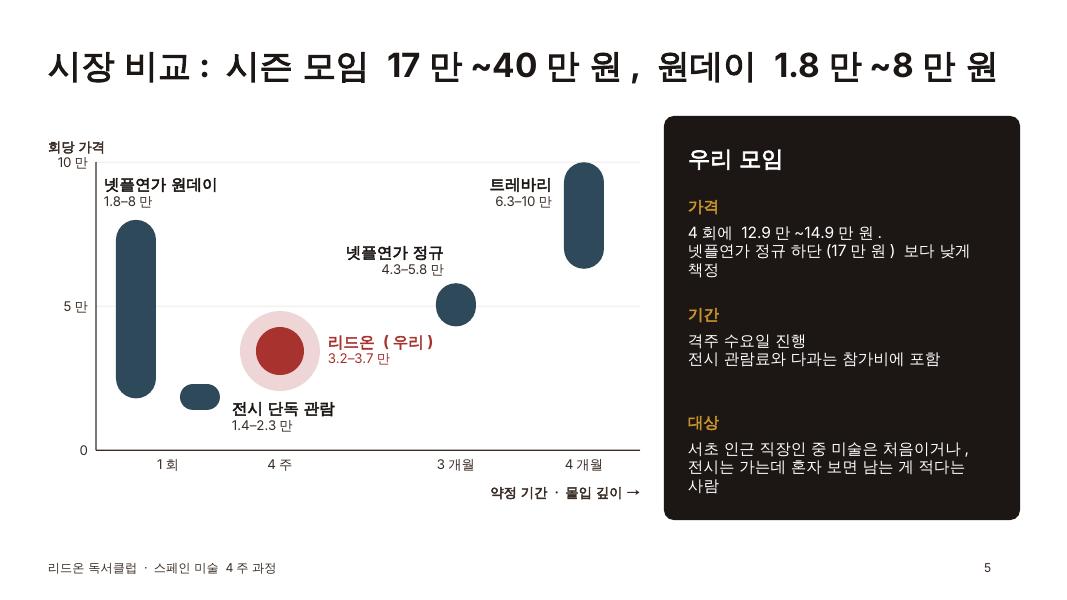 시장 비교 : 시즌 모임 17 만 ~40 만 원 , 원데이 1.8 만 ~8 만 원
회당 가격
10 만
넷플연가 원데이
1.8–8 만
트레바리
6.3–10 만
넷플연가 정규
4.3–5.8 만
5 만
리드온 ( 우리 )
3.2–3.7 만
전시 단독 관람
1.4–2.3 만
0
1 회
4 주
3 개월
4 개월
약정 기간 · 몰입 깊이 →
우리 모임
가격
4 회에 12.9 만 ~14.9 만 원 .
넷플연가 정규 하단 (17 만 원 ) 보다 낮게
책정
기간
격주 수요일 진행
전시 관람료와 다과는 참가비에 포함
대상
서초 인근 직장인 중 미술은 처음이거나 ,
전시는 가는데 혼자 보면 남는 게 적다는
사람
리드온 독서클럽 · 스페인 미술 4 주 과정
5